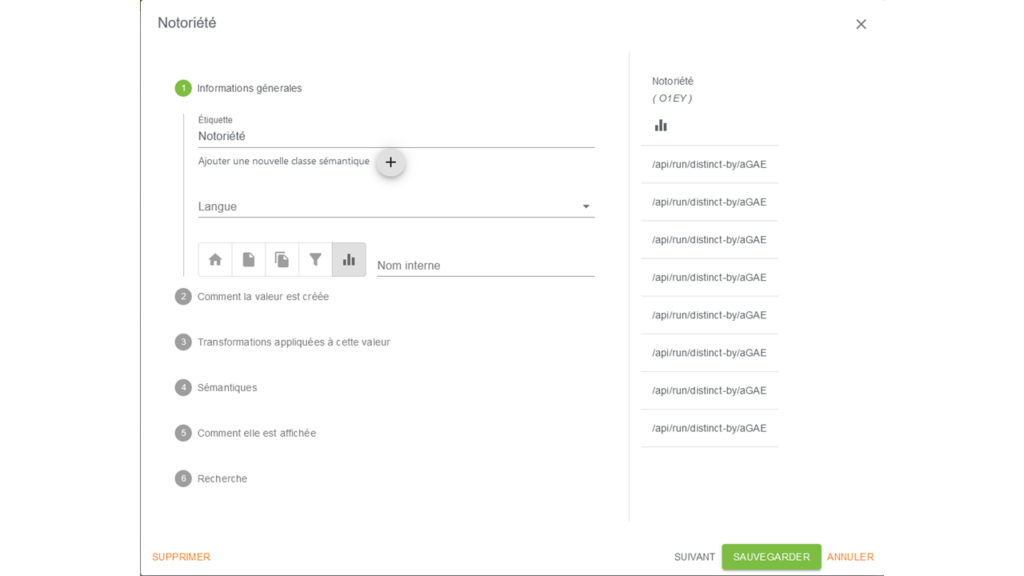 Notoriété
1 Informations génerales
Étiquette
Notoriété
Ajouter une nouvelle classe sémantique
Langue
Nom interne
2 Comment la valeur est créée
3 Transformations appliquées à cette valeur
4 Sémantiques
5 Comment elle est affichée
6 Recherche
Notoriété
( O1EY )
/api/run/distinct-by/aGAE
/api/run/distinct-by/aGAE
/api/run/distinct-by/aGAE
/api/run/distinct-by/aGAE
/api/run/distinct-by/aGAE
/api/run/distinct-by/aGAE
/api/run/distinct-by/aGAE
/api/run/distinct-by/aGAE
SUPPRIMER
SUIVANT
SAUVEGARDER
ANNULER